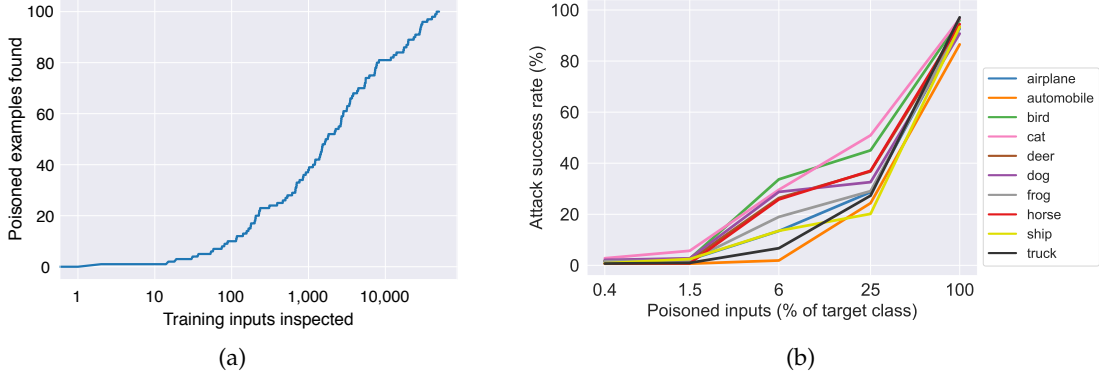 100
80
60
40
20
0
Poisoned examples found
1
10
100
1,000
10,000
Training inputs inspected
(a)
100
80
60
40
20
0
Attack success rate (%)
0.4
1.5
6
25
100
Poisoned inputs (% of target class)
airplane
automobile
bird
cat
deer
dog
frog
horse
ship
truck
(b)